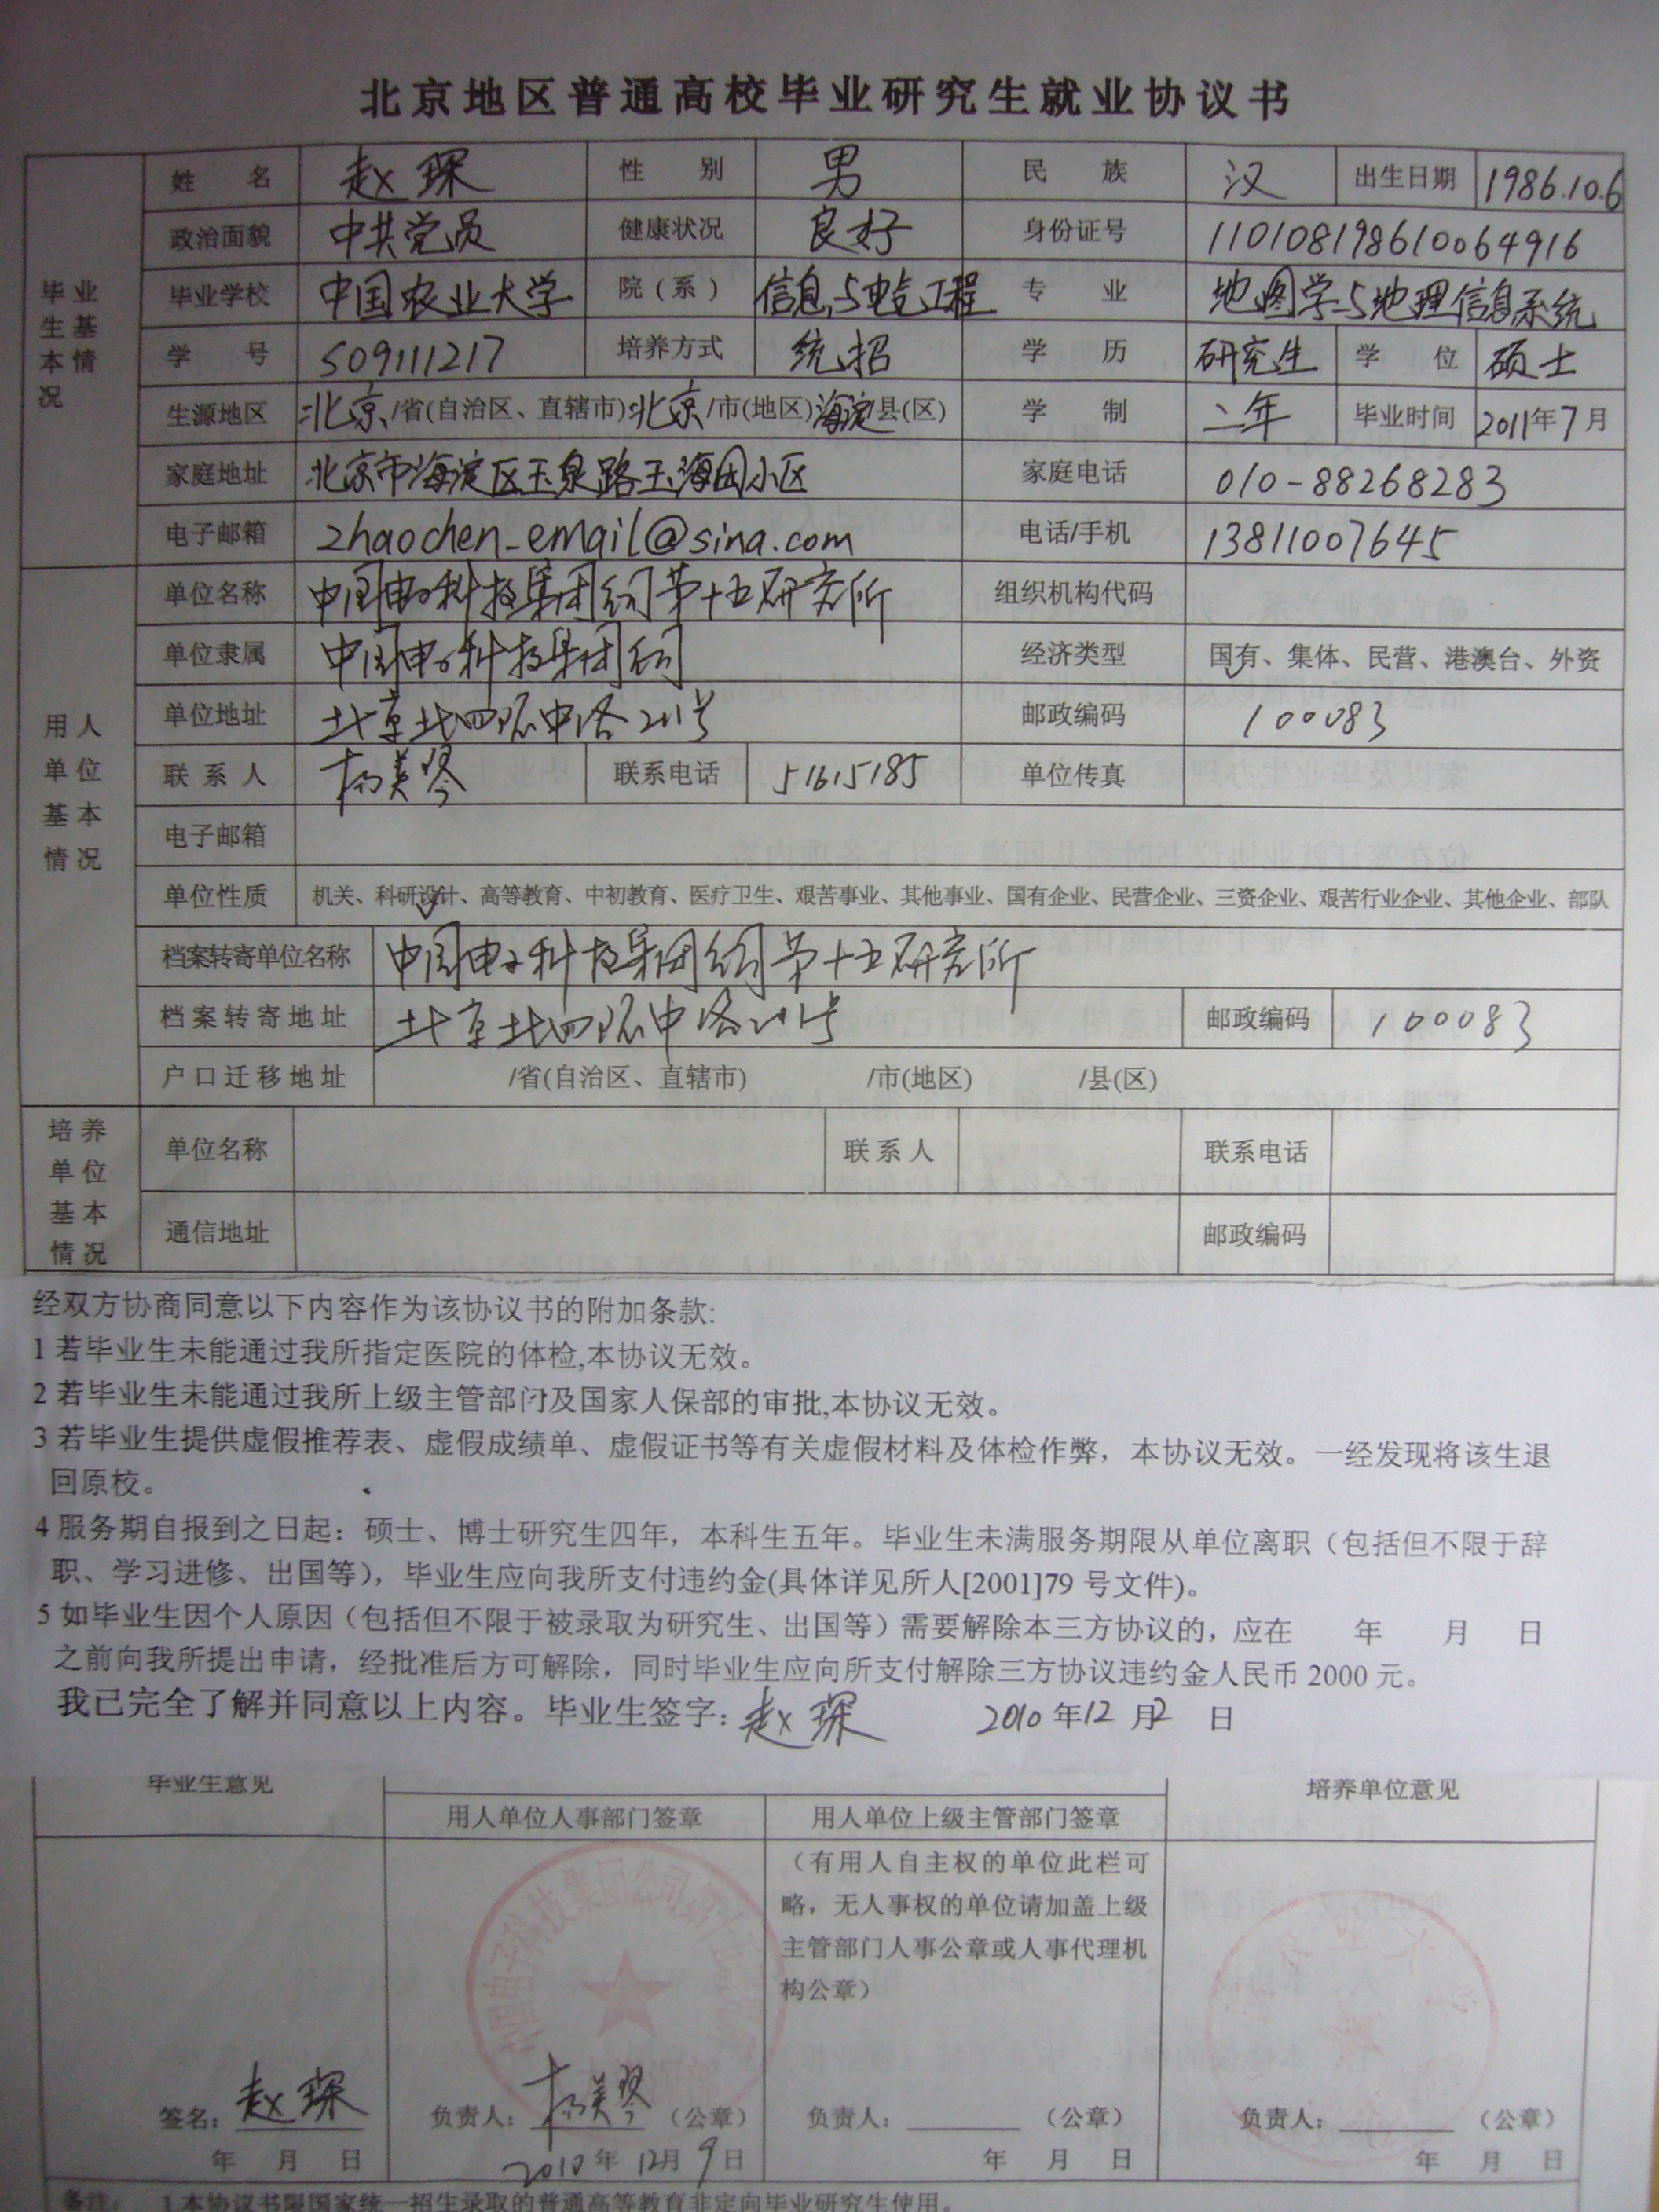 北京地区普通高校毕业研究生就业协议书
毕业生基本情况
姓 名 赵琛 性 别 男 民 族 汉 出生日期 1986.10.6
政治面貌 中共党员 健康状况 良好 身份证号 110108198610064916
毕业学校 中国农业大学 院(系) 信息与电气工程 专 业 地图学与地理信息系统
学 号 S09111217 培养方式 统招 学 历 研究生 学 位 硕士
生源地区 北京/省(自治区、直辖市)北京/市(地区)海淀县(区) 学 制 二年 毕业时间 2011年7月
家庭地址 北京市海淀区玉泉路玉海园小区 家庭电话 010-88268283
电子邮箱 zhaochen_email@sina.com 电话/手机 13811007645
用人单位基本情况
单位名称 中国电子科技集团公司第十五研究所 组织机构代码
单位隶属 中国电子科技集团公司 经济类型 国有、集体、民营、港澳台、外资
单位地址 北京北四环中路211号 邮政编码 100083
联系人 杨美琴 联系电话 51615185 单位传真
电子邮箱
单位性质 机关、科研设计、高等教育、中初教育、医疗卫生、艰苦事业、其他事业、国有企业、民营企业、三资企业、艰苦行业企业、其他企业、部队
档案转寄单位名称 中国电子科技集团公司第十五研究所
档案转寄地址 北京北四环中路211号 邮政编码 100083
户口迁移地址 /省(自治区、直辖市) /市(地区) /县(区)
培养单位基本情况
单位名称 联系人 联系电话
通信地址 邮政编码
经双方协商同意以下内容作为该协议书的附加条款:
1 若毕业生未能通过我所指定医院的体检,本协议无效。
2 若毕业生未能通过我所上级主管部门及国家人保部的审批,本协议无效。
3 若毕业生提供虚假推荐表、虚假成绩单、虚假证书等有关虚假材料及体检作弊，本协议无效。一经发现将该生退
回原校。
4 服务期自报到之日起：硕士、博士研究生四年，本科生五年。毕业生未满服务期限从单位离职（包括但不限于辞
职、学习进修、出国等），毕业生应向我所支付违约金(具体详见所人[2001]79 号文件)。
5 如毕业生因个人原因（包括但不限于被录取为研究生、出国等）需要解除本三方协议的，应在 年 月 日
之前向我所提出申请，经批准后方可解除，同时毕业生应向所支付解除三方协议违约金人民币 2000 元。
我已完全了解并同意以上内容。毕业生签字: 赵琛 2010 年 12 月 2 日
毕业生意见 培养单位意见
用人单位人事部门签章 用人单位上级主管部门签章
（有用人自主权的单位此栏可
略，无人事权的单位请加盖上级
主管部门人事公章或人事代理机
构公章）
中国电子科技集团公司第十五研究所
签名: 赵琛 负责人: 杨美琴 （公章） 负责人: （公章） 负责人: （公章）
年 月 日 2010 年 12月 9日 年 月 日 年 月 日
备注: 1.本协议书限国家统一招生录取的普通高等教育非定向毕业研究生使用。